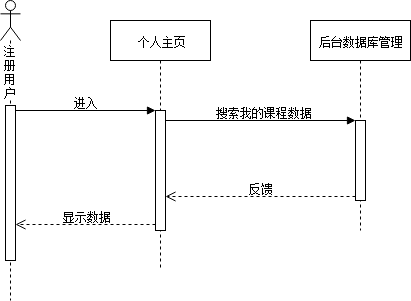 个人主页
后台数据库管理
注册用户
进入
搜索我的课程数据
反馈
显示数据